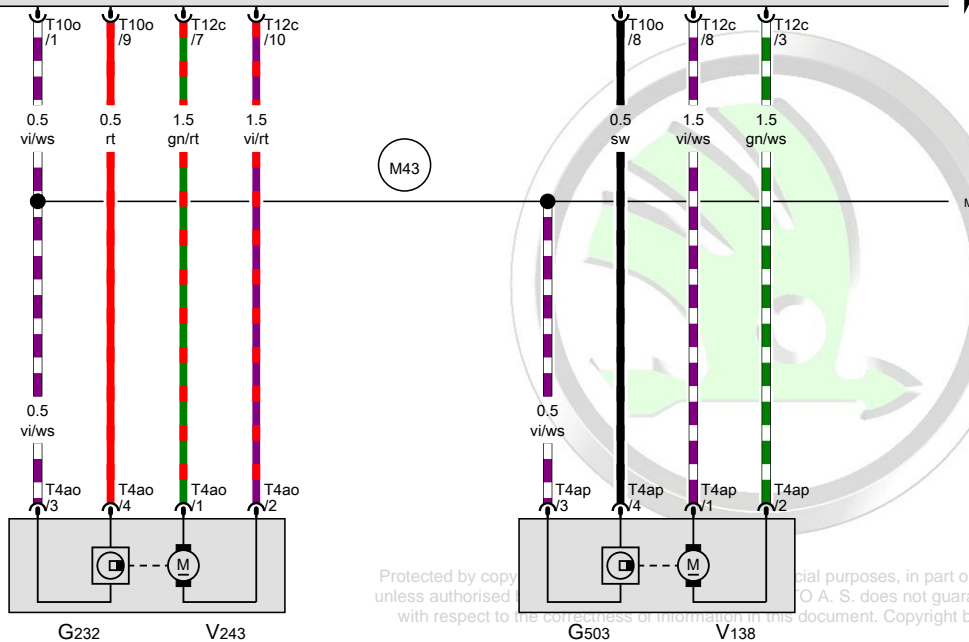 T10o T10o T12c T12c T10o T12c T12c
/1 /9 /7 /10 /8 /8 /3
0.5 0.5 1.5 1.5 0.5 1.5 1.5
vi/ws rt gn/rt vi/rt sw vi/ws gn/ws
M43
0.5 0.5
vi/ws vi/ws
T4ao T4ao T4ao T4ao T4ap T4ap T4ap T4ap
/3 /4 /1 /2 /3 /4 /1 /2
M M
Protected by copy cial purposes, in part o
unless authorised TO A. S. does not guara
with respect to the correctness of information in this document. Copyright b
G232 V243 G503 V138